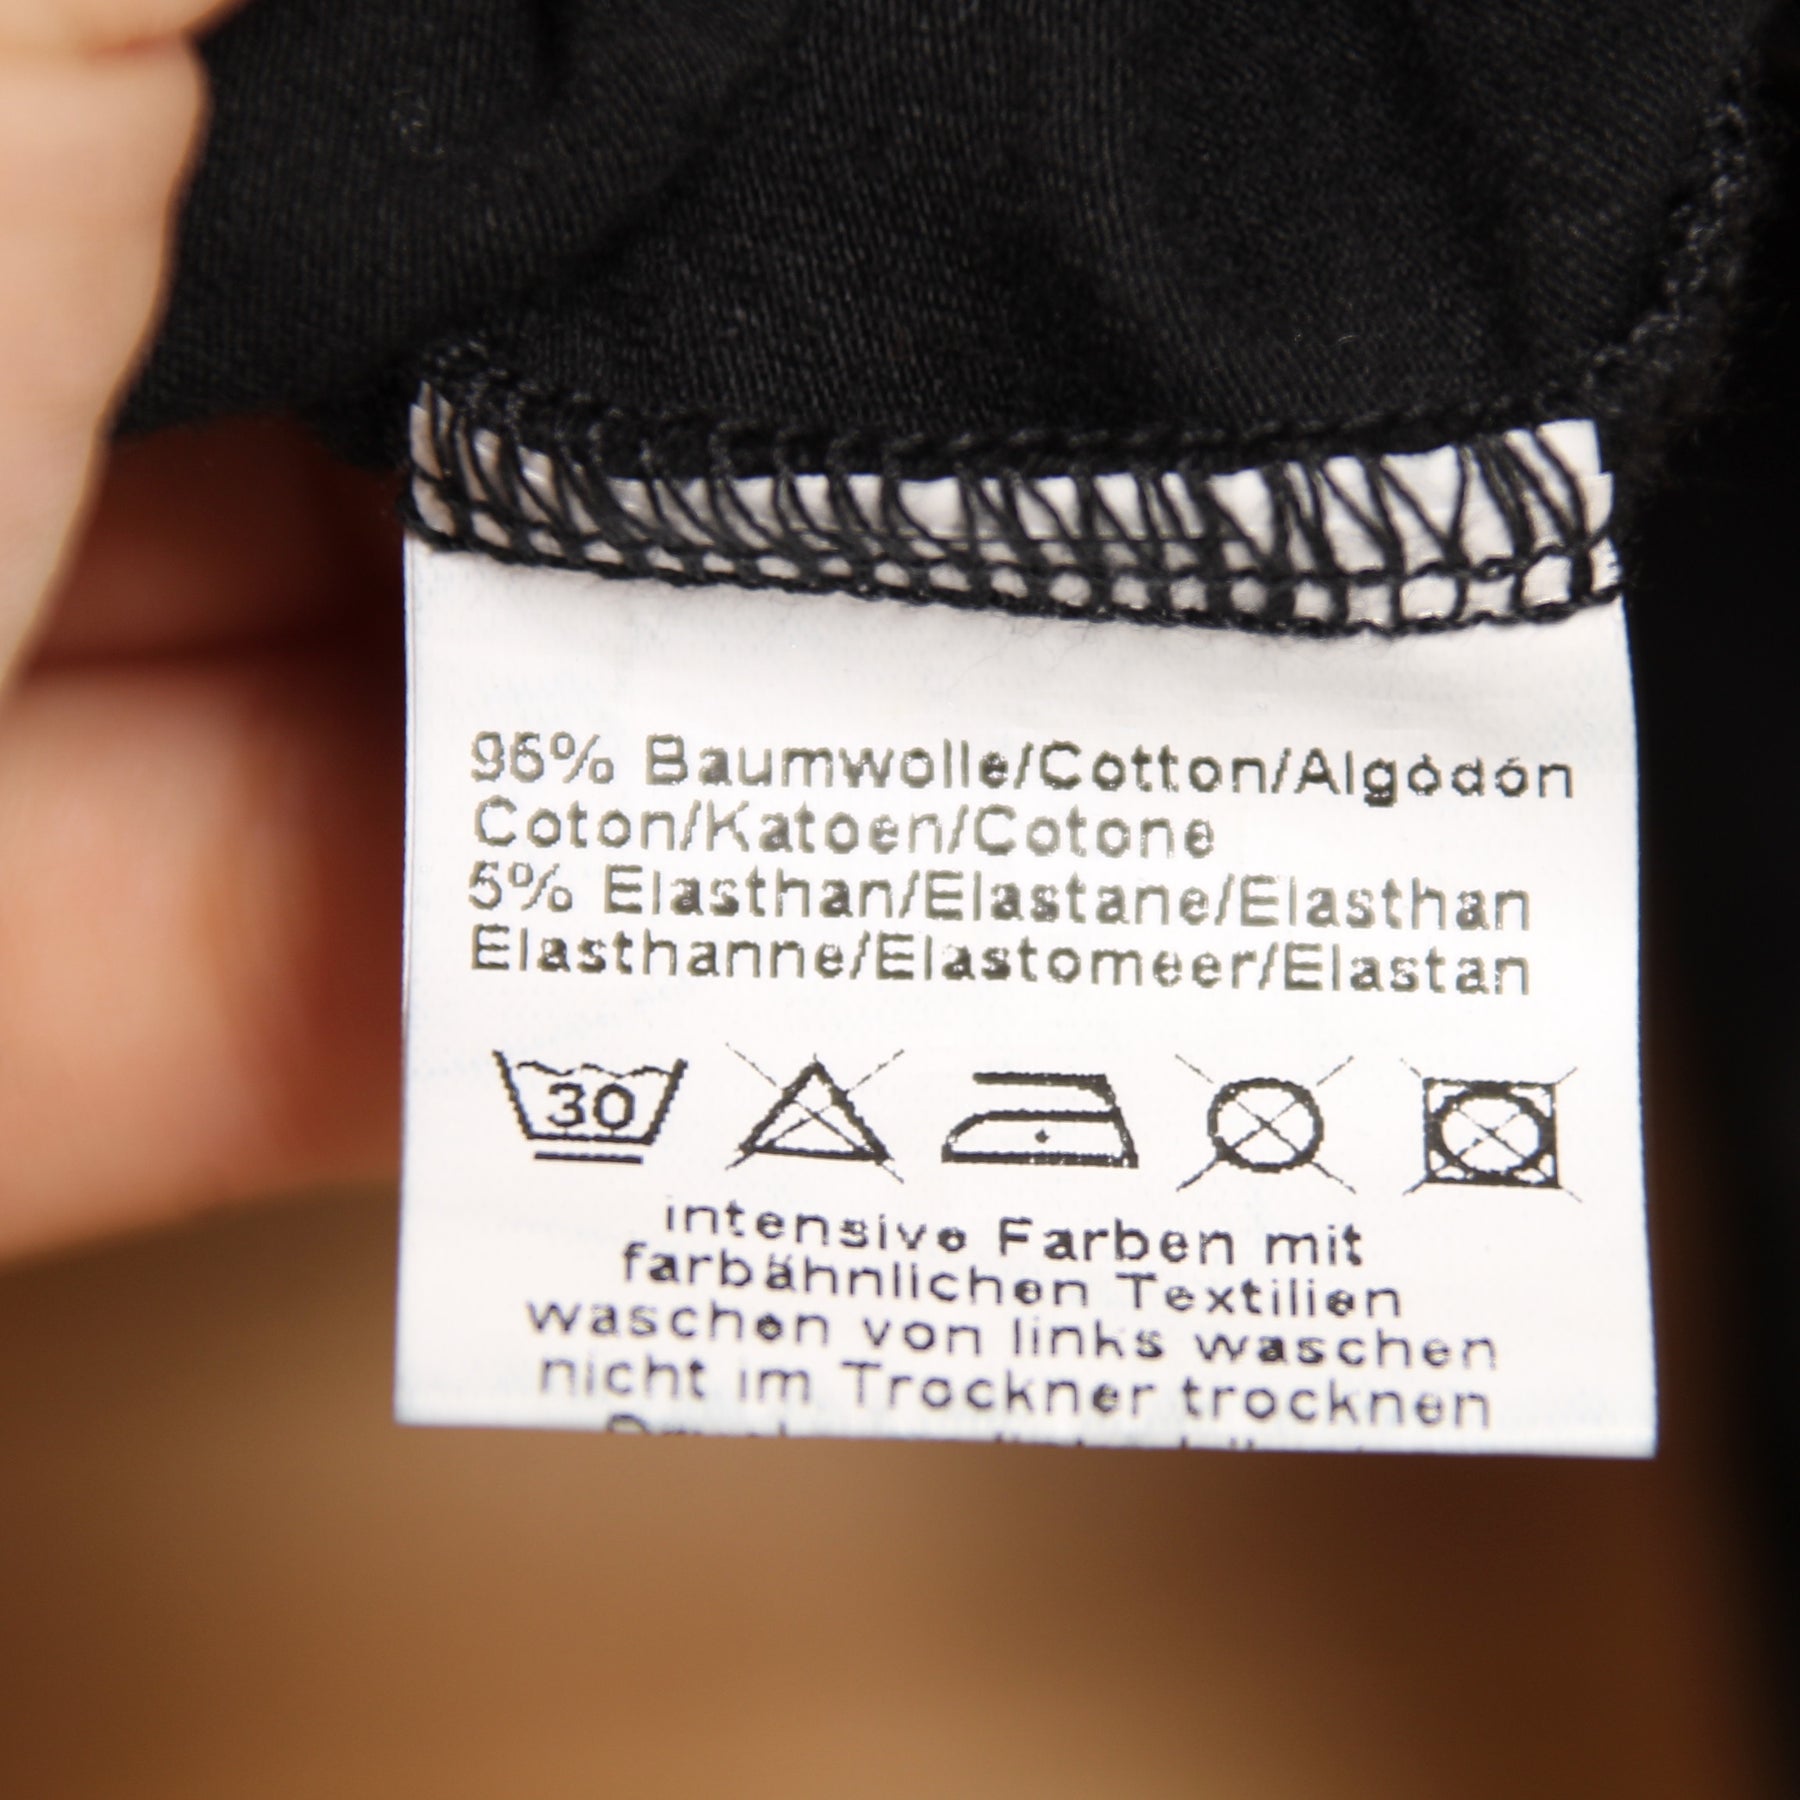 95% Baumwolle/Cotton/Algodón
Coton/Katoen/Cotone
5% Elasthan/Elastane/Elasthan
Elasthanne/Elastomeer/Elastan
30
intensive Farben mit
farbähnlichen Textilien
waschen von links waschen
nicht im Trockner trocknen